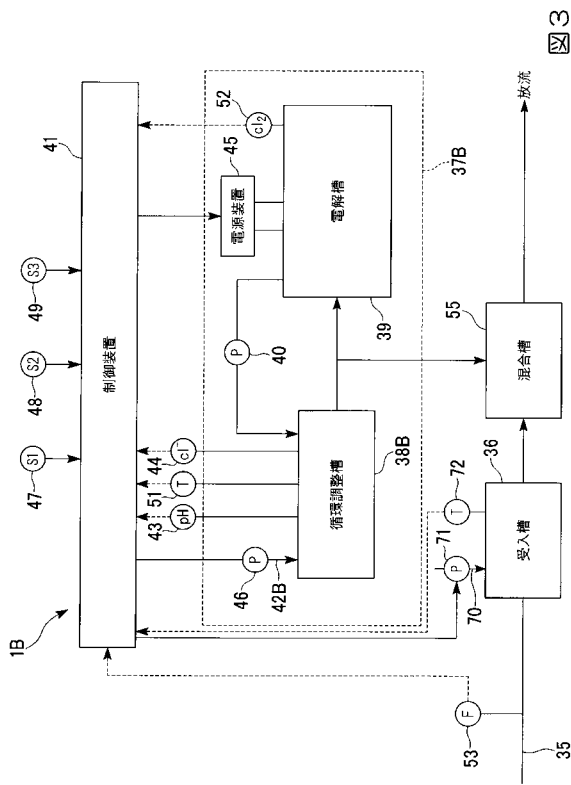 図3
1B
47
S1
48
S2
49
S3
41
制御装置
52
cl2
45
電源装置
37B
電解槽
39
P
40
43
pH
51
T
44
cl-
46
P
42B
循環調整槽
38B
55
混合槽
放流
36
受入槽
72
T
71
P
70
53
F
35